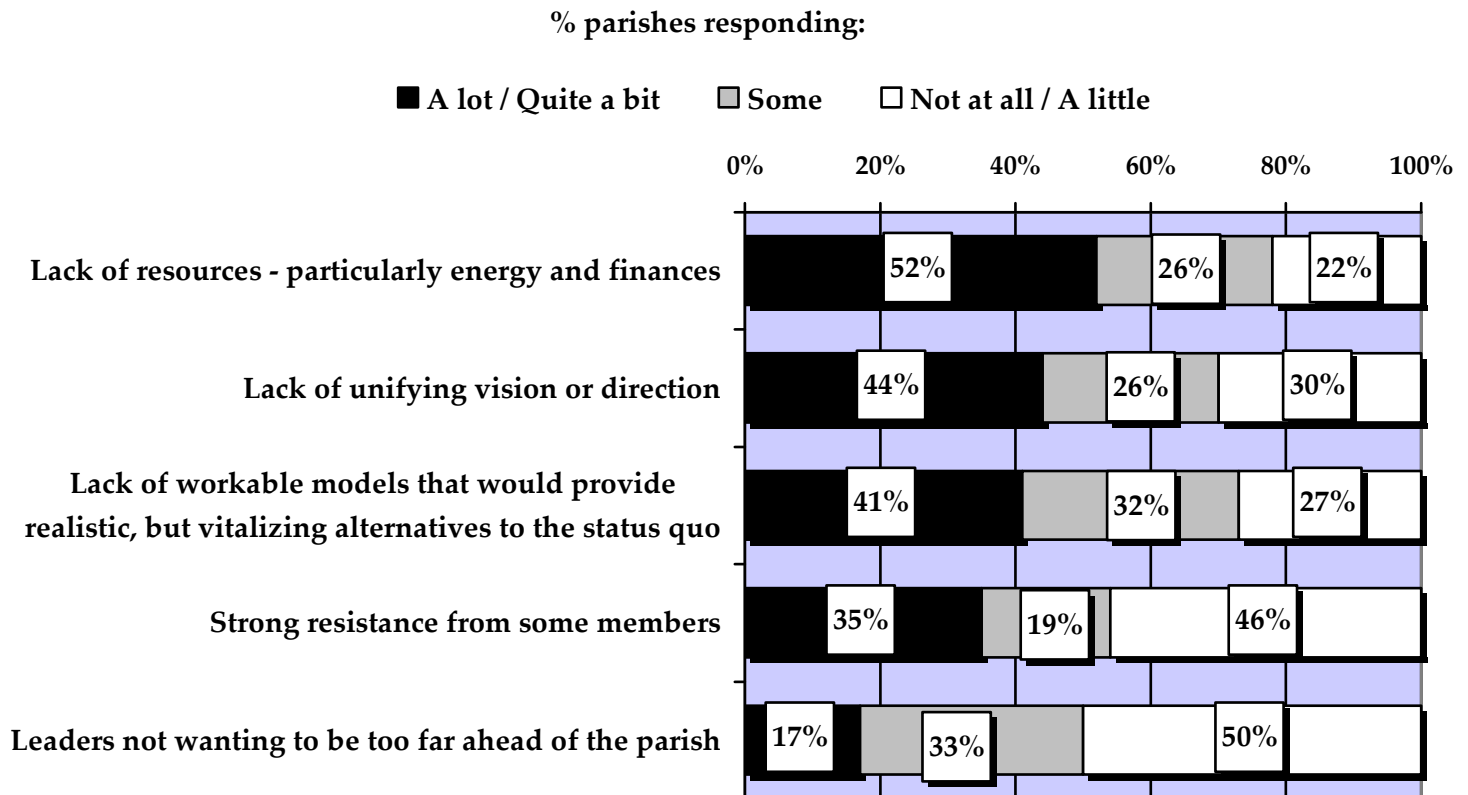 % parishes responding:
A lot / Quite a bit Some Not at all / A little
0% 20% 40% 60% 80% 100%
Lack of resources - particularly energy and finances 52% 26% 22%
Lack of unifying vision or direction 44% 26% 30%
Lack of workable models that would provide
realistic, but vitalizing alternatives to the status quo 41% 32% 27%
Strong resistance from some members 35% 19% 46%
Leaders not wanting to be too far ahead of the parish 17% 33% 50%